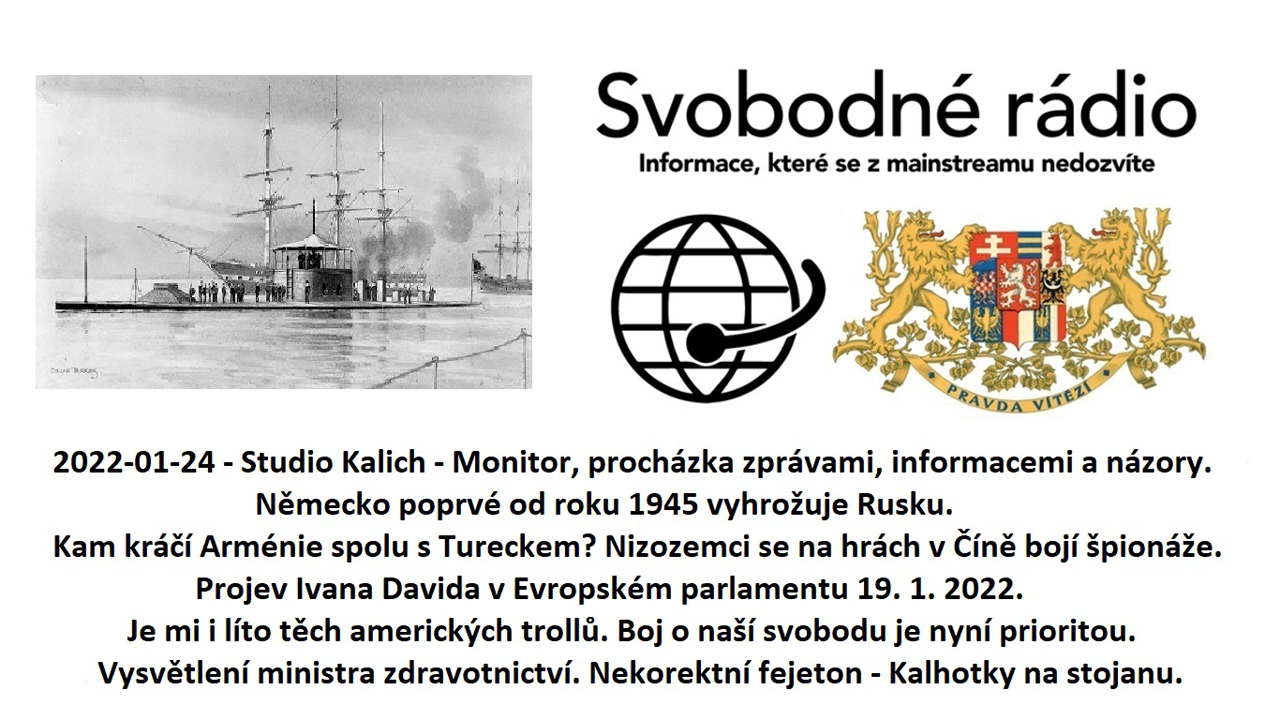 Svobodné rádio
Informace, které se z mainstreamu nedozvíte
PRAVDA VÍTĚZÍ
2022-01-24 - Studio Kalich - Monitor, procházka zprávami, informacemi a názory.
Německo poprvé od roku 1945 vyhrožuje Rusku.
Kam kráčí Arménie spolu s Tureckem? Nizozemci se na hrách v Číně bojí špionáže.
Projev Ivana Davida v Evropském parlamentu 19. 1. 2022.
Je mi i líto těch amerických trollů. Boj o naší svobodu je nyní prioritou.
Vysvětlení ministra zdravotnictví. Nekorektní fejeton - Kalhotky na stojanu.